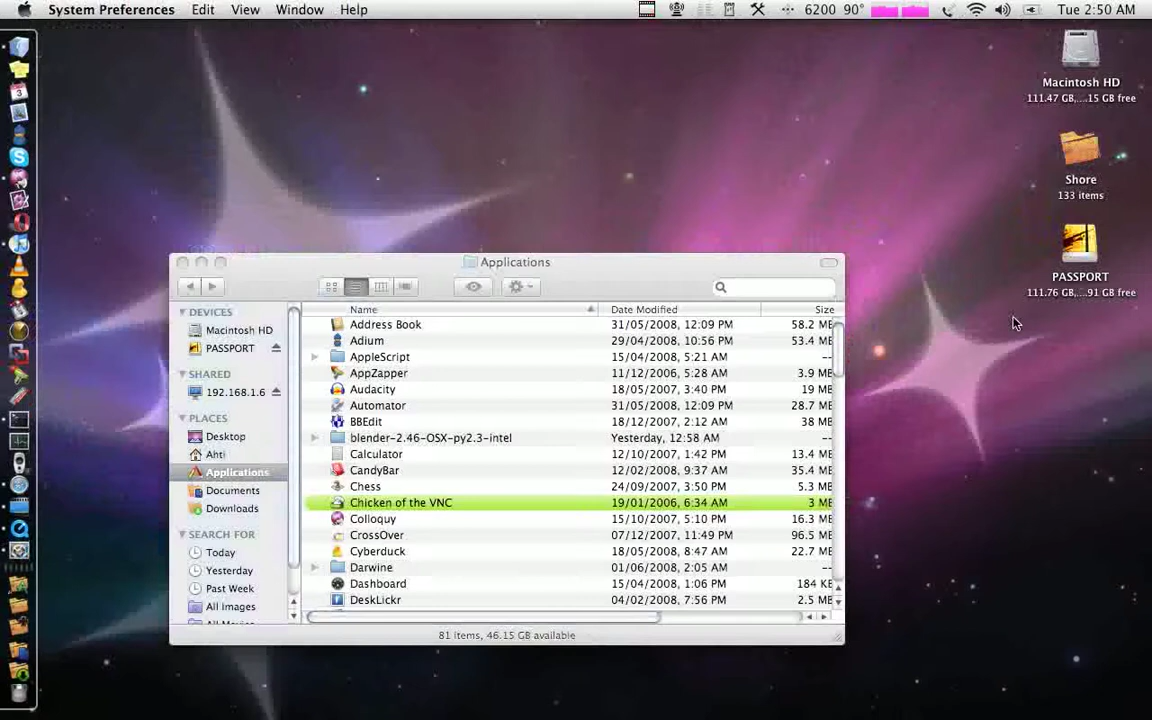 System Preferences Edit View Window Help 6200 90° Tue 2:50 AM
3
Macintosh HD
111.47 GB,....15 GB free
Shore
133 items
PASSPORT
111.76 GB,...91 GB free
Applications
DEVICES
Macintosh HD
PASSPORT
SHARED
192.168.1.6
PLACES
Desktop
Ahti
Applications
Documents
Downloads
SEARCH FOR
Today
Yesterday
Past Week
All Images
All Movies
Name Date Modified Size
Address Book 31/05/2008, 12:09 PM 58.2 MB
Adium 29/04/2008, 10:56 PM 53.4 MB
AppleScript 15/04/2008, 5:21 AM --
AppZapper 11/12/2006, 5:28 AM 3.9 MB
Audacity 18/05/2007, 3:40 PM 19 MB
Automator 31/05/2008, 12:09 PM 28.7 MB
BBEdit 18/12/2007, 2:12 AM 38 MB
blender-2.46-OSX-py2.3-intel Yesterday, 12:58 AM --
Calculator 12/10/2007, 1:42 PM 13.4 MB
CandyBar 12/02/2008, 9:37 AM 35.4 MB
Chess 24/09/2007, 3:50 PM 5.3 MB
Chicken of the VNC 19/01/2006, 6:34 AM 3 MB
Colloquy 15/10/2007, 5:10 PM 16.3 MB
CrossOver 07/12/2007, 11:49 PM 96.5 MB
Cyberduck 18/05/2008, 8:47 AM 22.7 MB
Darwine 01/06/2008, 2:05 AM --
Dashboard 15/04/2008, 1:06 PM 184 KB
DeskLickr 04/02/2008, 7:56 PM 2.5 MB
81 items, 46.15 GB available